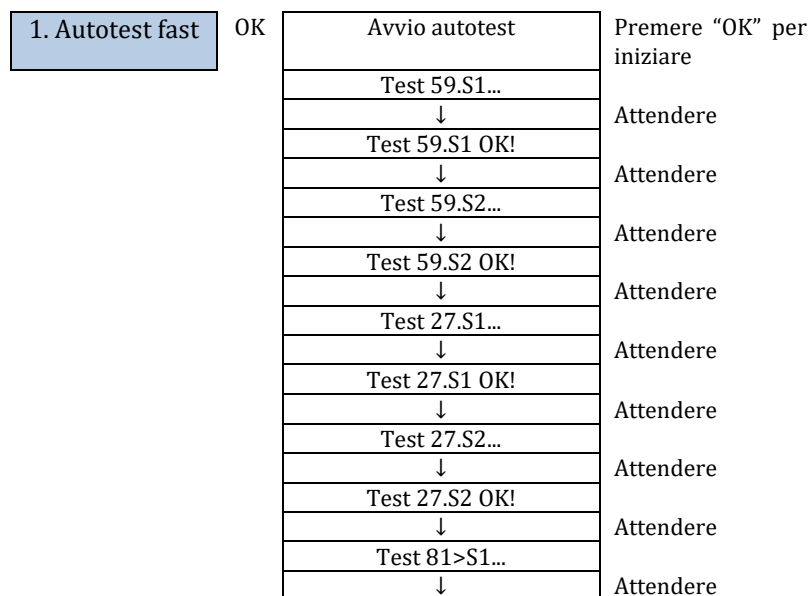 1. Autotest fast OK Avvio autotest Premere “OK” per
iniziare
Test 59.S1...
↓ Attendere
Test 59.S1 OK!
↓ Attendere
Test 59.S2...
↓ Attendere
Test 59.S2 OK!
↓ Attendere
Test 27.S1...
↓ Attendere
Test 27.S1 OK!
↓ Attendere
Test 27.S2...
↓ Attendere
Test 27.S2 OK!
↓ Attendere
Test 81>S1...
↓ Attendere